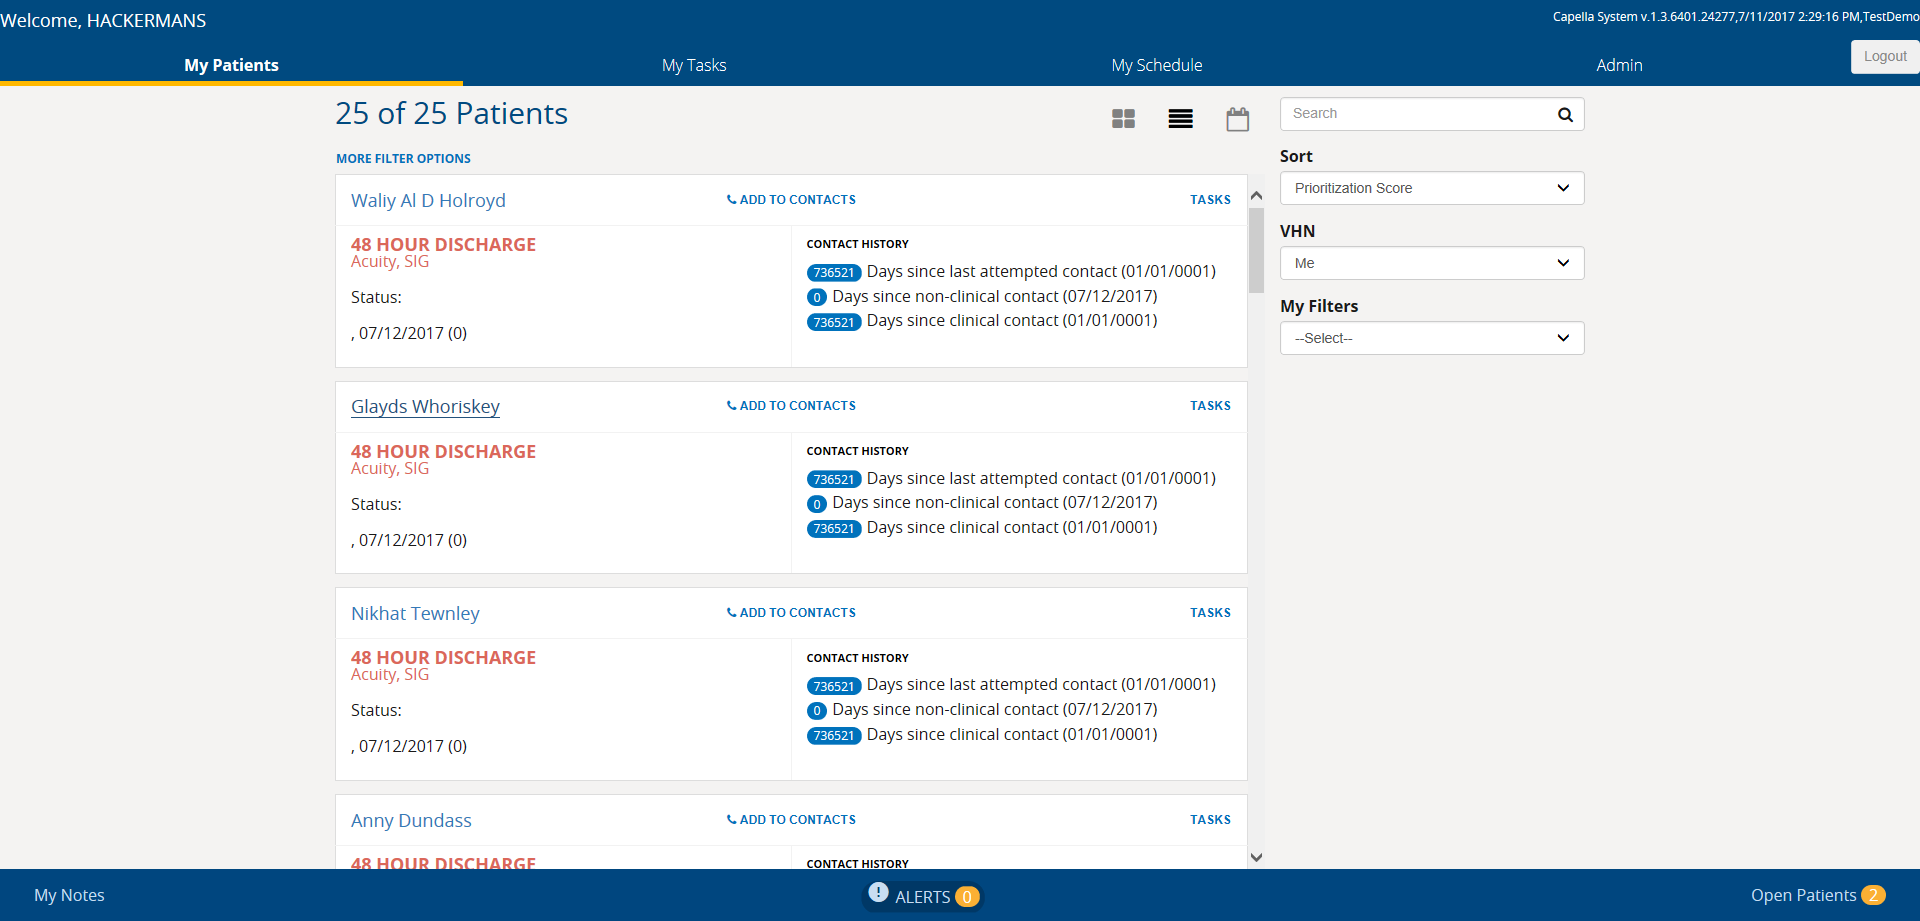 Welcome, HACKERMANS
Capella System v.1.3.6401.24277,7/11/2017 2:29:16 PM,TestDemo
My Patients
My Tasks
My Schedule
Admin
Logout
25 of 25 Patients
MORE FILTER OPTIONS
Waliy Al D Holroyd
ADD TO CONTACTS
TASKS
48 HOUR DISCHARGE
Acuity, SIG
Status:
, 07/12/2017 (0)
CONTACT HISTORY
736521 Days since last attempted contact (01/01/0001)
0 Days since non-clinical contact (07/12/2017)
736521 Days since clinical contact (01/01/0001)
Glayds Whoriskey
ADD TO CONTACTS
TASKS
48 HOUR DISCHARGE
Acuity, SIG
Status:
, 07/12/2017 (0)
CONTACT HISTORY
736521 Days since last attempted contact (01/01/0001)
0 Days since non-clinical contact (07/12/2017)
736521 Days since clinical contact (01/01/0001)
Nikhat Tewnley
ADD TO CONTACTS
TASKS
48 HOUR DISCHARGE
Acuity, SIG
Status:
, 07/12/2017 (0)
CONTACT HISTORY
736521 Days since last attempted contact (01/01/0001)
0 Days since non-clinical contact (07/12/2017)
736521 Days since clinical contact (01/01/0001)
Anny Dundass
ADD TO CONTACTS
TASKS
48 HOUR DISCHARGE
CONTACT HISTORY
Search
Sort
Prioritization Score
VHN
Me
My Filters
--Select--
My Notes
! ALERTS 0
Open Patients 2